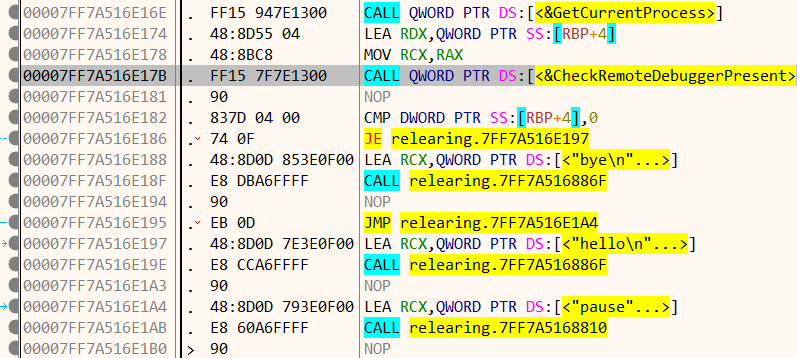 00007FF7A516E16E . FF15 947E1300 CALL QWORD PTR DS:[<&GetCurrentProcess>]
00007FF7A516E174 . 48:8D55 04 LEA RDX,QWORD PTR SS:[RBP+4]
00007FF7A516E178 . 48:8BC8 MOV RCX,RAX
00007FF7A516E17B . FF15 7F7E1300 CALL QWORD PTR DS:[<&CheckRemoteDebuggerPresent>
00007FF7A516E181 . 90 NOP
00007FF7A516E182 . 837D 04 00 CMP DWORD PTR SS:[RBP+4],0
00007FF7A516E186 . 74 0F JE relearing.7FF7A516E197
00007FF7A516E188 . 48:8D0D 853E0F00 LEA RCX,QWORD PTR DS:[<"bye\n"...>]
00007FF7A516E18F . E8 DBA6FFFF CALL relearing.7FF7A516886F
00007FF7A516E194 . 90 NOP
00007FF7A516E195 . EB 0D JMP relearing.7FF7A516E1A4
00007FF7A516E197 . 48:8D0D 7E3E0F00 LEA RCX,QWORD PTR DS:[<"hello\n"...>]
00007FF7A516E19E . E8 CCA6FFFF CALL relearing.7FF7A516886F
00007FF7A516E1A3 . 90 NOP
00007FF7A516E1A4 . 48:8D0D 793E0F00 LEA RCX,QWORD PTR DS:[<"pause"...>]
00007FF7A516E1AB . E8 60A6FFFF CALL relearing.7FF7A5168810
00007FF7A516E1B0 > 90 NOP